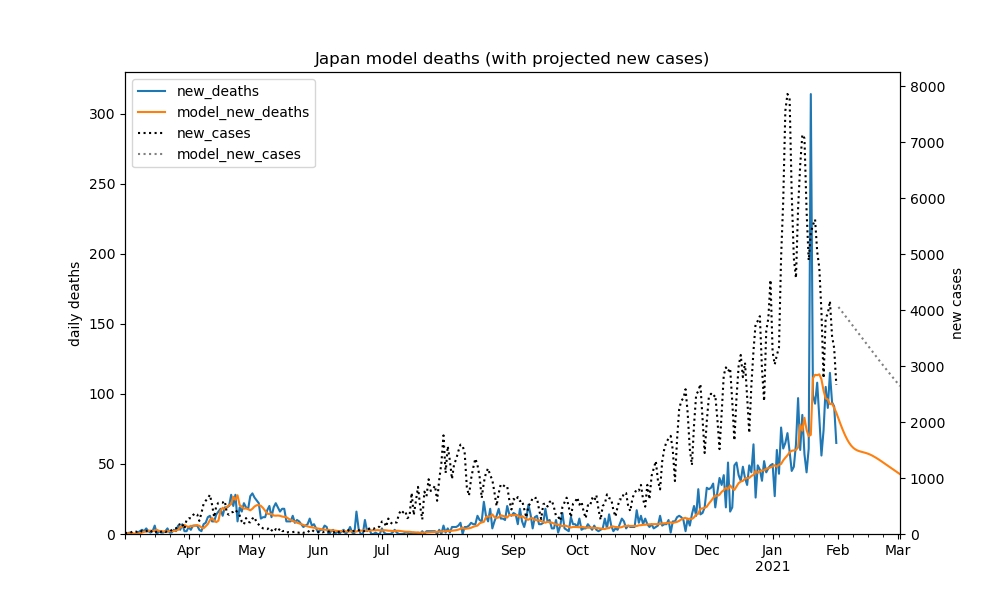 Japan model deaths (with projected new cases)
new_deaths
model_new_deaths
new_cases
model_new_cases
daily deaths
new cases
300
250
200
150
100
50
0
8000
7000
6000
5000
4000
3000
2000
1000
0
Apr May Jun Jul Aug Sep Oct Nov Dec Jan Feb Mar
2021